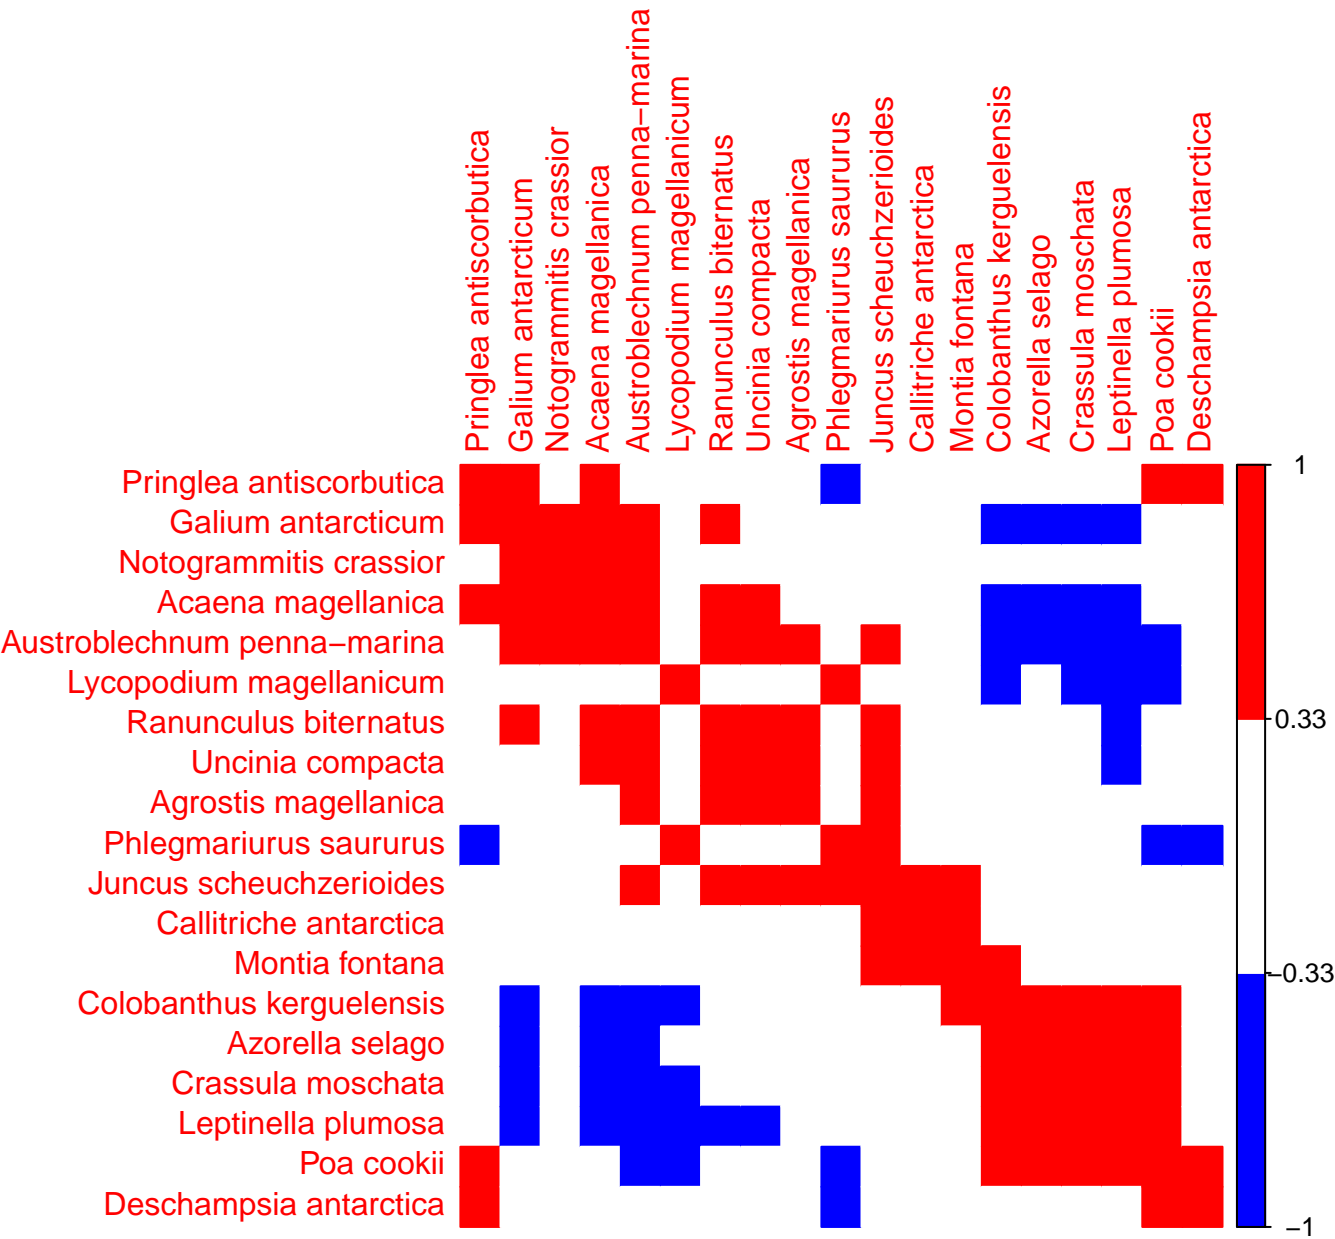 Pringlea antiscorbutica
Galium antarcticum
Notogrammitis crassior
Acaena magellanica
Austroblechnum penna−marina
Lycopodium magellanicum
Ranunculus biternatus
Uncinia compacta
Agrostis magellanica
Phlegmariurus saururus
Juncus scheuchzerioides
Callitriche antarctica
Montia fontana
Colobanthus kerguelensis
Azorella selago
Crassula moschata
Leptinella plumosa
Poa cookii
Deschampsia antarctica
Pringlea antiscorbutica
Galium antarcticum
Notogrammitis crassior
Acaena magellanica
Austroblechnum penna−marina
Lycopodium magellanicum
Ranunculus biternatus
Uncinia compacta
Agrostis magellanica
Phlegmariurus saururus
Juncus scheuchzerioides
Callitriche antarctica
Montia fontana
Colobanthus kerguelensis
Azorella selago
Crassula moschata
Leptinella plumosa
Poa cookii
Deschampsia antarctica
1
0.33
−0.33
−1